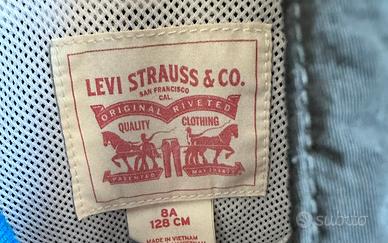 LEVI STRAUSS & CO.
SAN FRANCISCO
CAL.
ORIGINAL RIVETED
QUALITY CLOTHING
PATENTED MAY 20 1873
8A
128 CM
MADE IN VIETNAM
subito